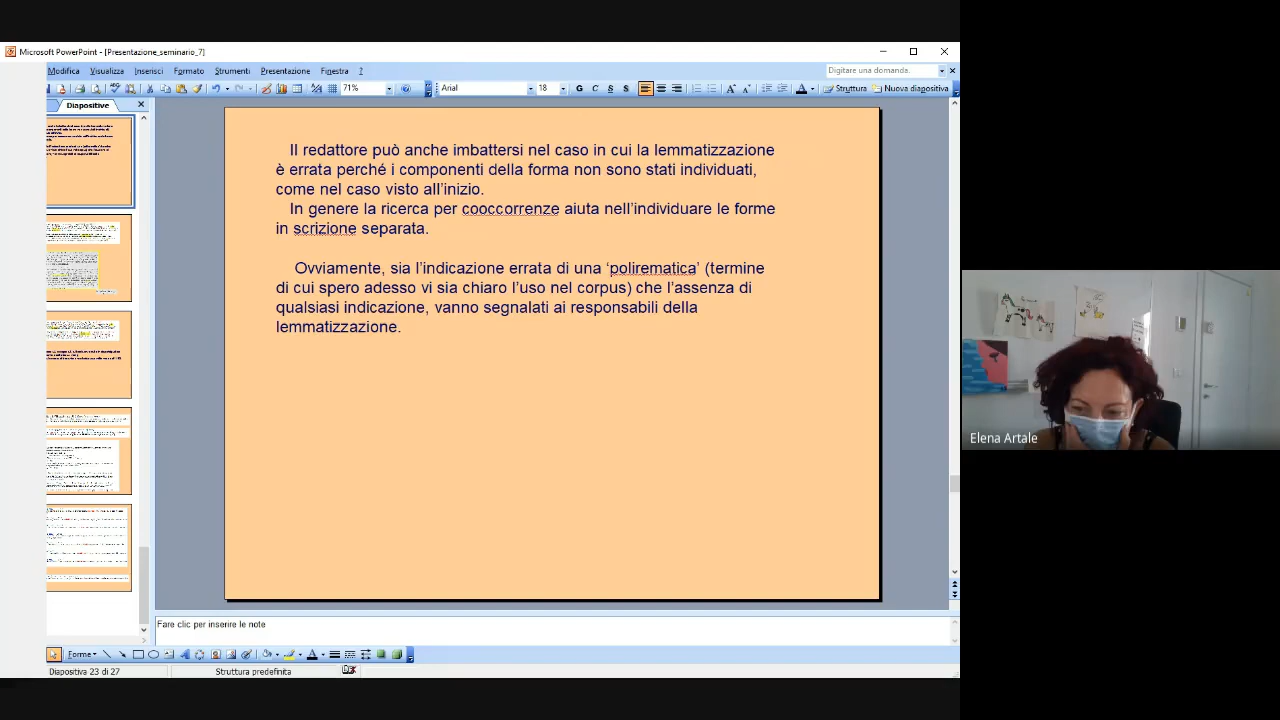 Microsoft PowerPoint - [Presentazione_seminario_7]
Modifica Visualizza Inserisci Formato Strumenti Presentazione Finestra ?
Digitare una domanda.
71%
Arial
18
G C S S
Struttura
Nuova diapositiva
Diapositive
Il redattore può anche imbattersi nel caso in cui la lemmatizzazione
è errata perché i componenti della forma non sono stati individuati,
come nel caso visto all’inizio.
In genere la ricerca per cooccorrenze aiuta nell’individuare le forme
in scrizione separata.
Ovviamente, sia l’indicazione errata di una ‘polirematica’ (termine
di cui spero adesso vi sia chiaro l’uso nel corpus) che l’assenza di
qualsiasi indicazione, vanno segnalati ai responsabili della
lemmatizzazione.
Elena Artale
Fare clic per inserire le note
Forme
Diapositiva 23 di 27
Struttura predefinita